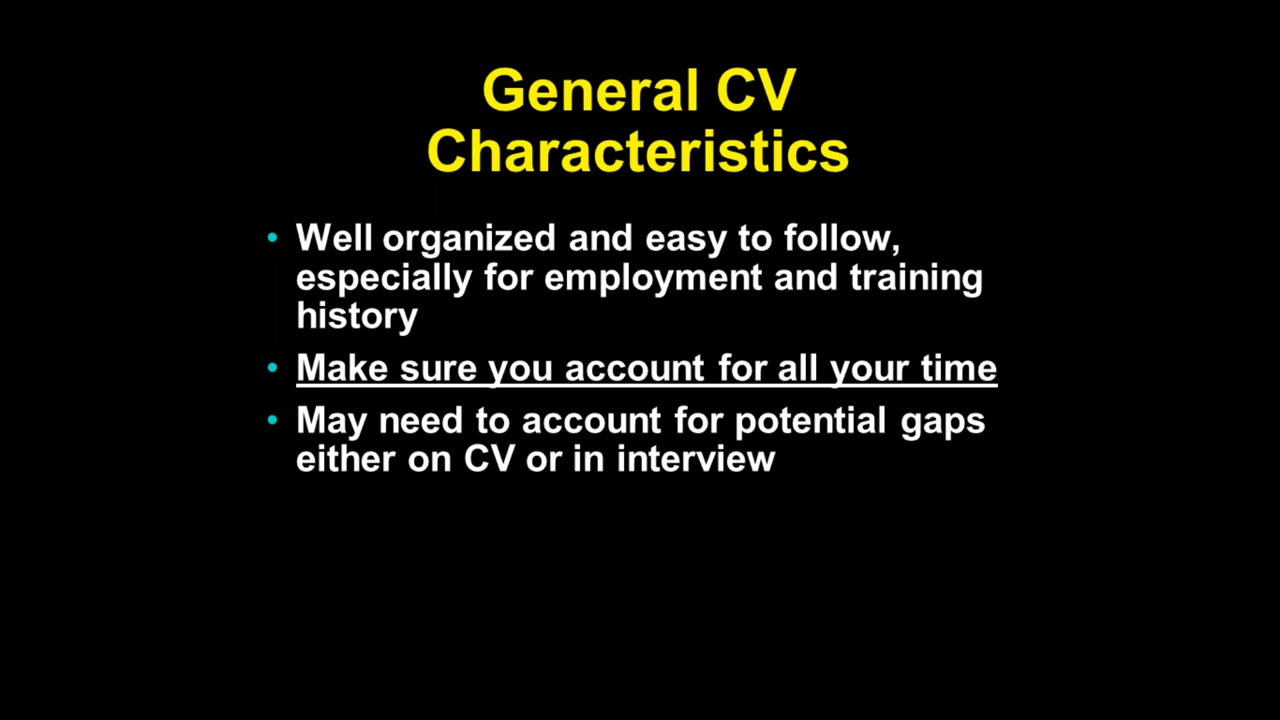 General CV
Characteristics
• Well organized and easy to follow,
especially for employment and training
history
• Make sure you account for all your time
• May need to account for potential gaps
either on CV or in interview